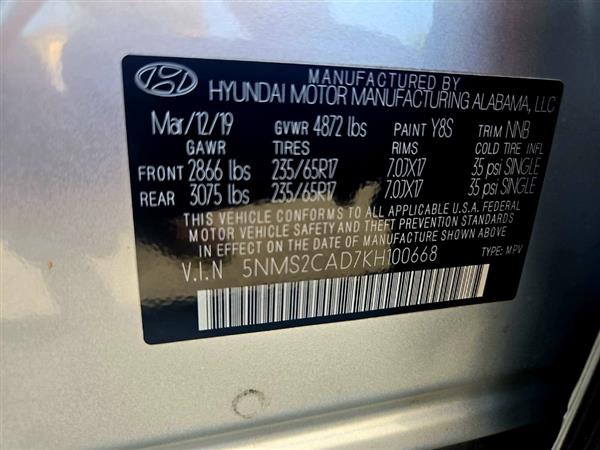 MANUFACTURED BY
HYUNDAI MOTOR MANUFACTURING ALABAMA, LLC
Mar/12/19 GVWR 4872 lbs PAINT Y8S TRIM NNB
GAWR TIRES RIMS COLD TIRE INFL
FRONT 2866 lbs 235/65R17 7.0JX17 35 psi SINGLE
REAR 3075 lbs 235/65R17 7.0JX17 35 psi SINGLE
THIS VEHICLE CONFORMS TO ALL APPLICABLE U.S.A. FEDERAL
MOTOR VEHICLE SAFETY AND THEFT PREVENTION STANDARDS
IN EFFECT ON THE DATE OF MANUFACTURE SHOWN ABOVE.
V.I.N 5NMS2CAD7KH100668 TYPE: MPV